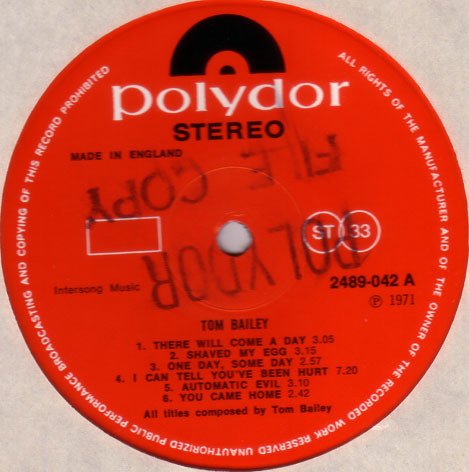 polydor
STEREO
MADE IN ENGLAND
POLYDOR
FILE COPY
ST 33
Intersong Music
2489-042 A
Ⓟ 1971
TOM BAILEY
1. THERE WILL COME A DAY 3.05
2. SHAVED MY EGG 3.15
3. ONE DAY, SOME DAY 2.57
4. I CAN TELL YOU'VE BEEN HURT 7.20
5. AUTOMATIC EVIL 3.10
6. YOU CAME HOME 2.42
All titles composed by Tom Bailey
ALL RIGHTS OF THE MANUFACTURER AND OF THE OWNER OF THE RECORDED WORK RESERVED UNAUTHORIZED PUBLIC PERFORMANCE BROADCASTING AND COPYING OF THIS RECORD PROHIBITED